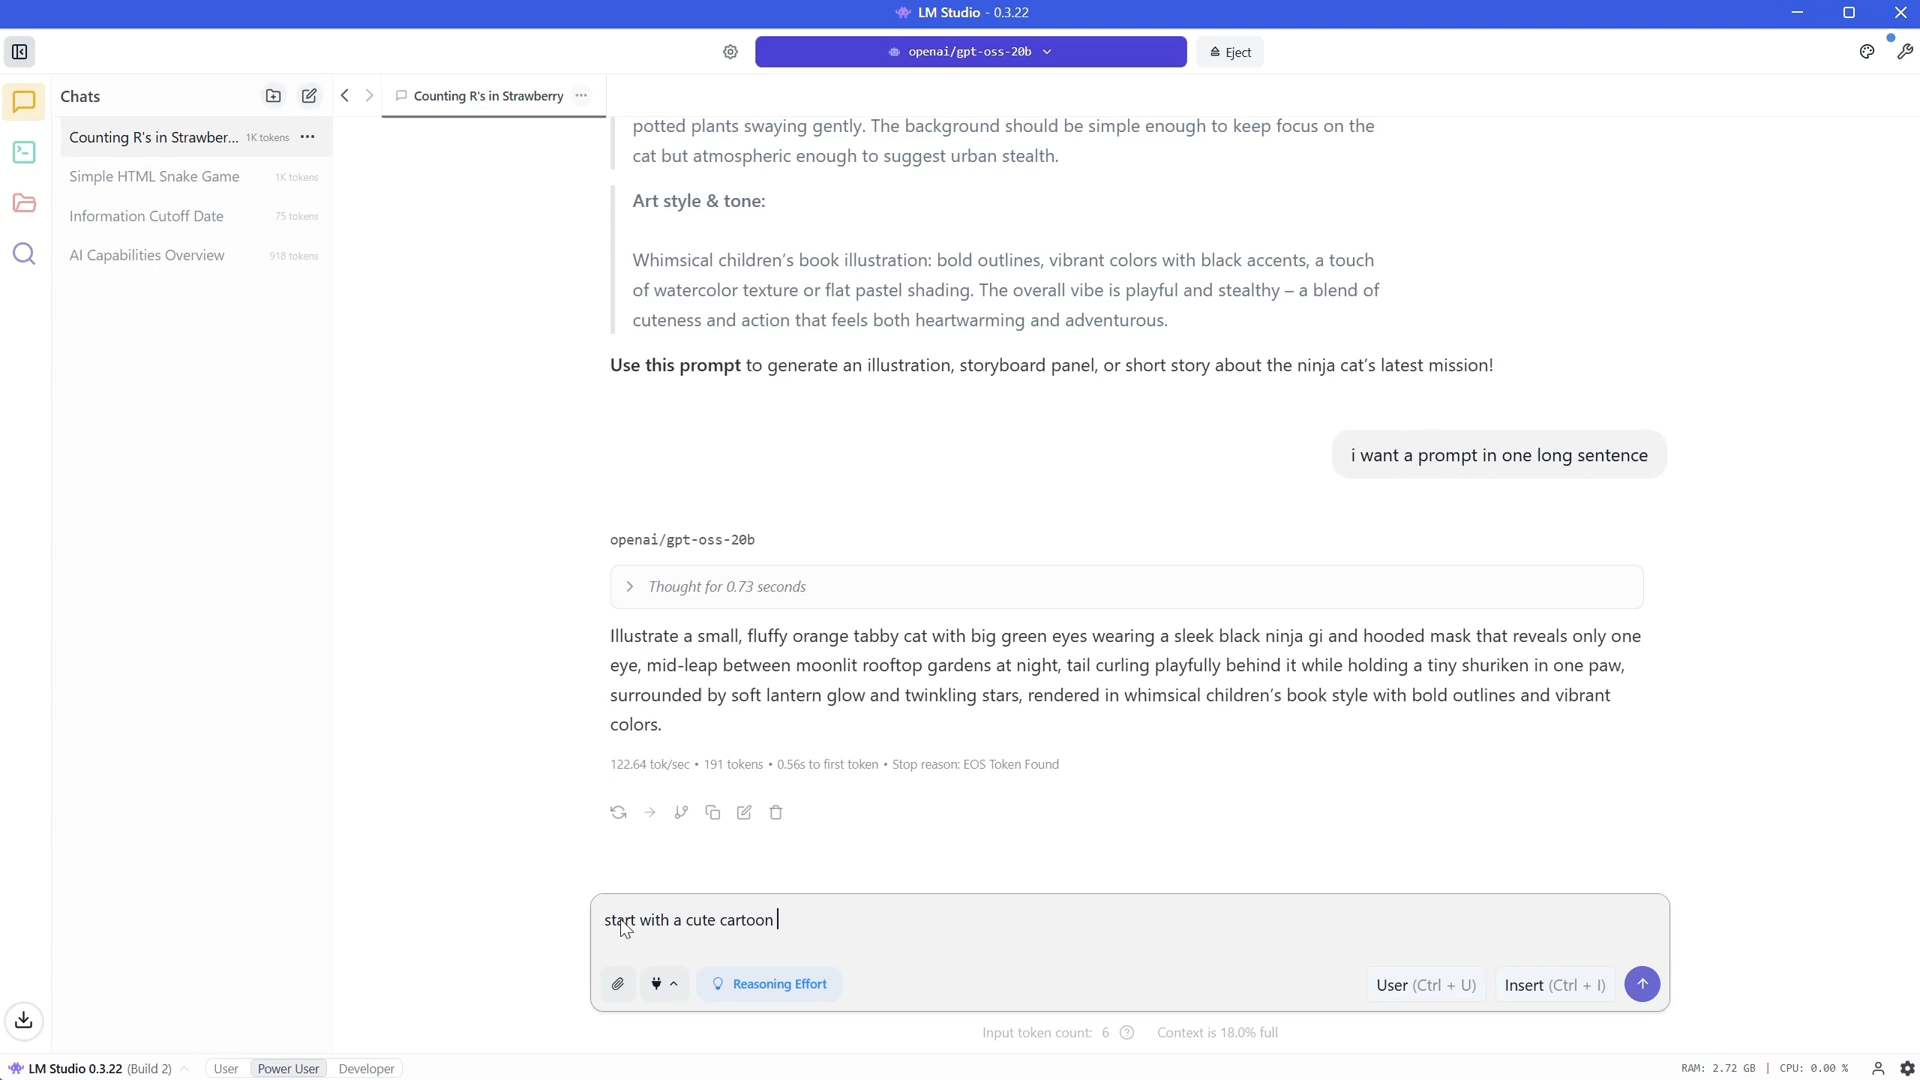 LM Studio - 0.3.22
openai/gpt-oss-20b
Eject
Chats
Counting R's in Strawberry
Counting R's in Strawber... 1K tokens
Simple HTML Snake Game 1K tokens
Information Cutoff Date 75 tokens
AI Capabilities Overview 918 tokens
potted plants swaying gently. The background should be simple enough to keep focus on the
cat but atmospheric enough to suggest urban stealth.
Art style & tone:
Whimsical children’s book illustration: bold outlines, vibrant colors with black accents, a touch
of watercolor texture or flat pastel shading. The overall vibe is playful and stealthy – a blend of
cuteness and action that feels both heartwarming and adventurous.
Use this prompt to generate an illustration, storyboard panel, or short story about the ninja cat’s latest mission!
i want a prompt in one long sentence
openai/gpt-oss-20b
Thought for 0.73 seconds
Illustrate a small, fluffy orange tabby cat with big green eyes wearing a sleek black ninja gi and hooded mask that reveals only one
eye, mid-leap between moonlit rooftop gardens at night, tail curling playfully behind it while holding a tiny shuriken in one paw,
surrounded by soft lantern glow and twinkling stars, rendered in whimsical children’s book style with bold outlines and vibrant
colors.
122.64 tok/sec • 191 tokens • 0.56s to first token • Stop reason: EOS Token Found
start with a cute cartoon
Reasoning Effort
User (Ctrl + U)
Insert (Ctrl + I)
Input token count: 6
Context is 18.0% full
LM Studio 0.3.22 (Build 2)
User
Power User
Developer
RAM: 2.72 GB | CPU: 0.00 %